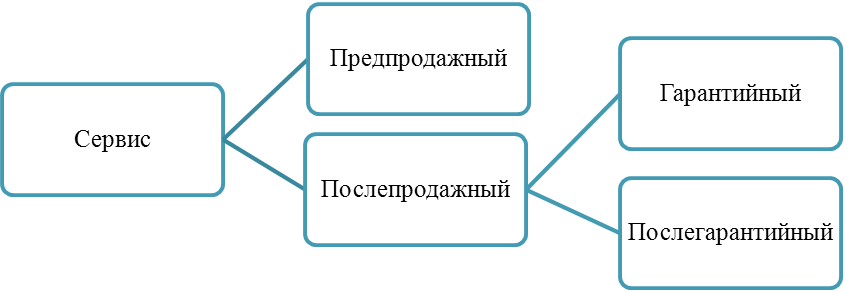 Сервис
Предпродажный
Послепродажный
Гарантийный
Послегарантийный